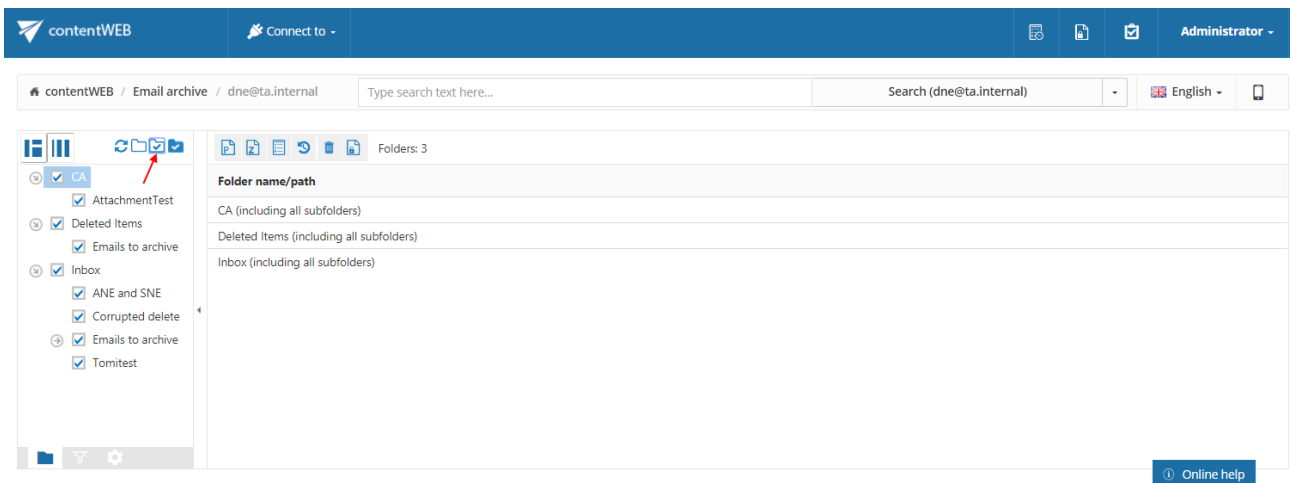 contentWEB Connect to Administrator
contentWEB / Email archive / dne@ta.internal Type search text here... Search (dne@ta.internal) English
Folders: 3
CA
Folder name/path
AttachmentTest
CA (including all subfolders)
Deleted Items
Deleted Items (including all subfolders)
Emails to archive
Inbox (including all subfolders)
Inbox
ANE and SNE
Corrupted delete
Emails to archive
Tomitest
Online help